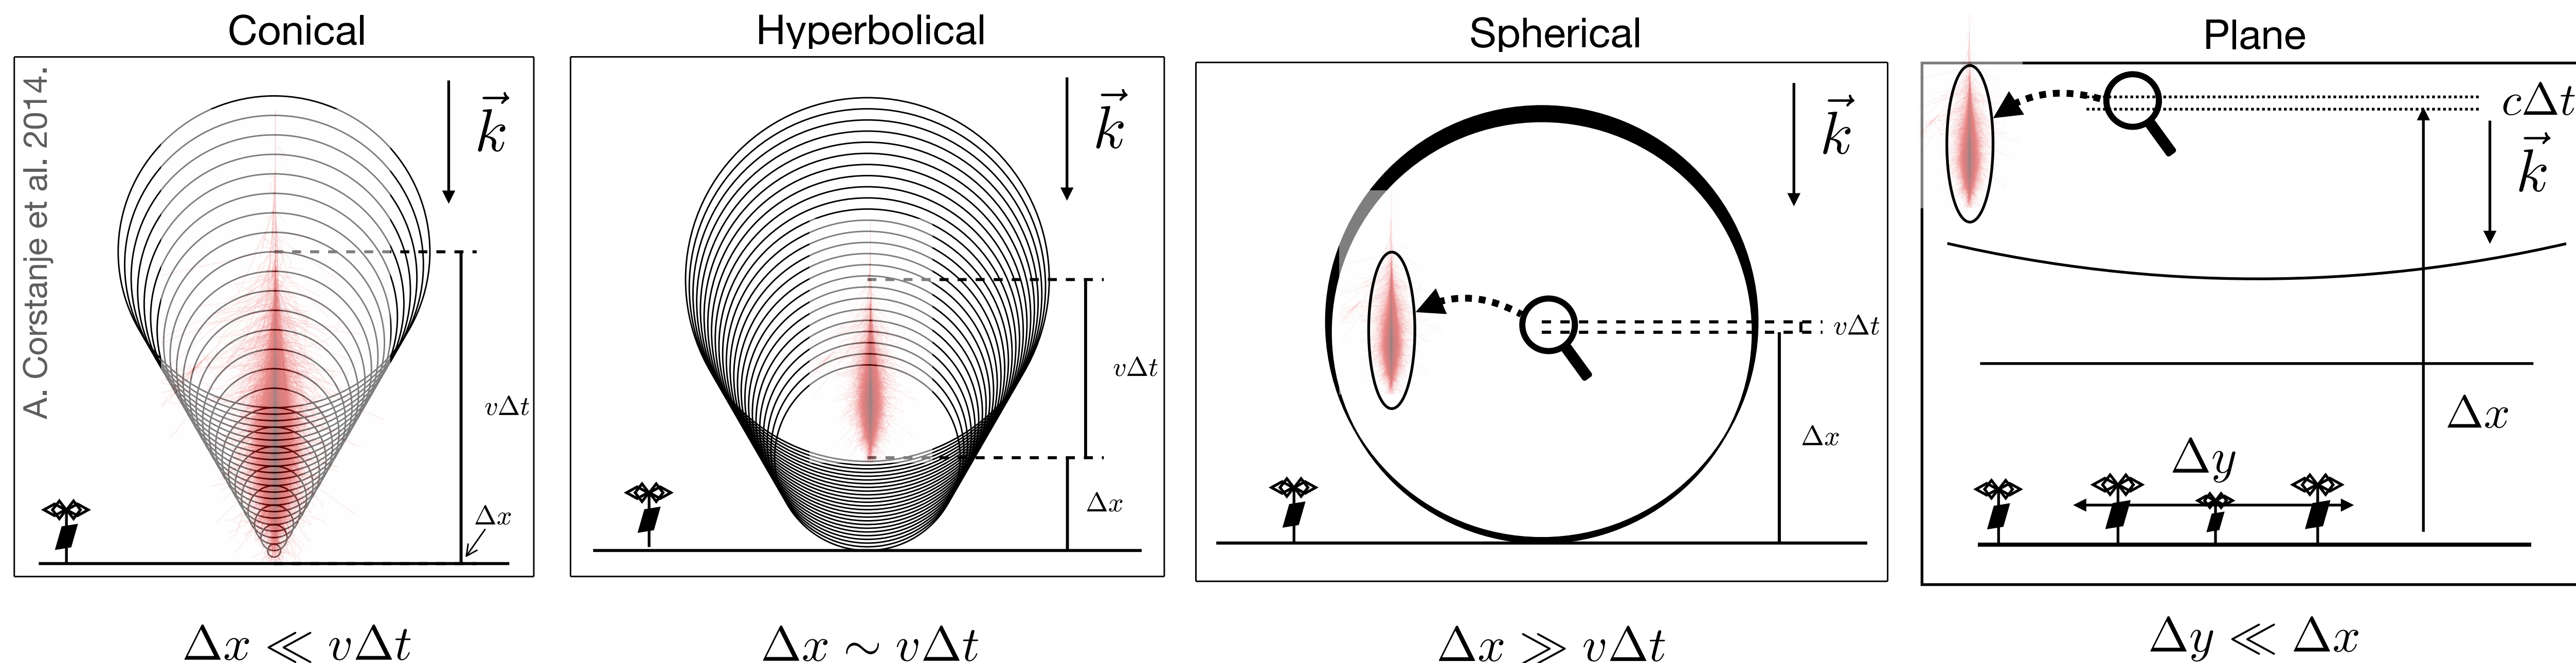 Conical
A. Corstanje et al. 2014.
k⃗
vΔt
Δx
Δx ≪ vΔt
Hyperbolical
k⃗
vΔt
Δx
Δx ∼ vΔt
Spherical
k⃗
vΔt
Δx
Δx ≫ vΔt
Plane
cΔt
k⃗
Δx
Δy
Δy ≪ Δx